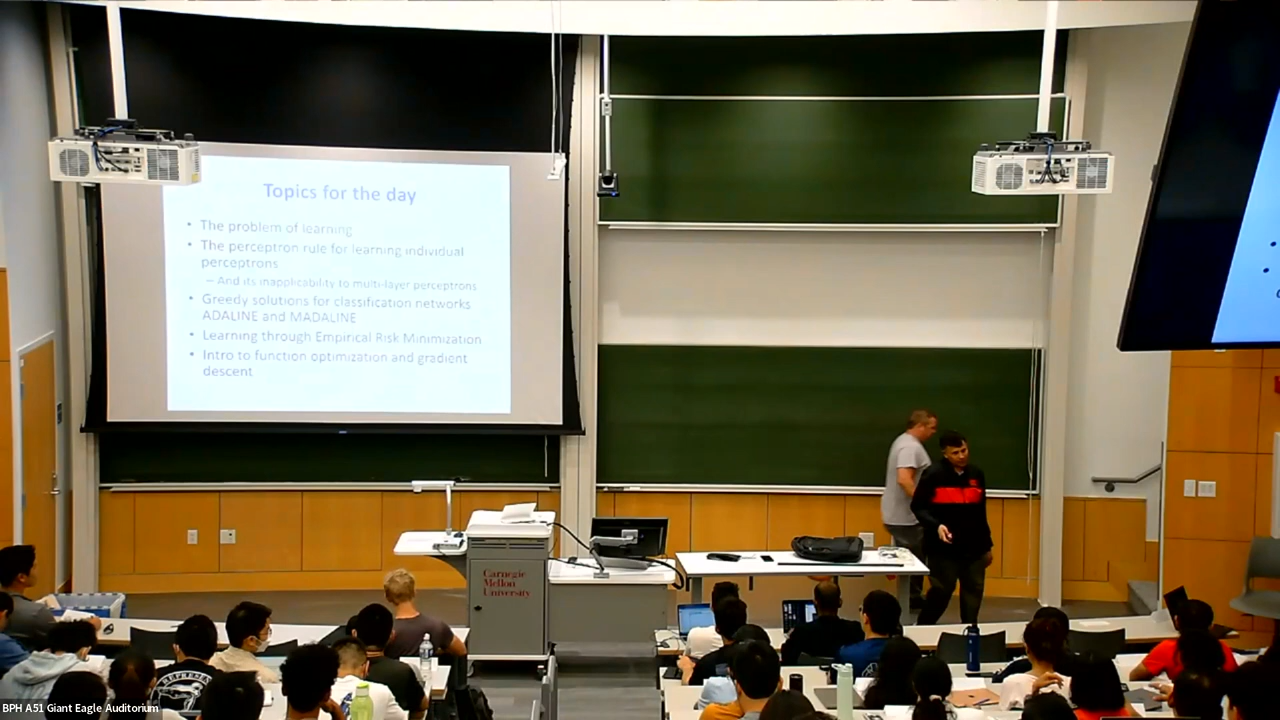 Topics for the day
• The problem of learning
• The perceptron rule for learning individual
perceptrons
– And its inapplicability to multi-layer perceptrons
• Greedy solutions for classification networks
ADALINE and MADALINE
• Learning through Empirical Risk Minimization
• Intro to function optimization and gradient
descent
Carnegie
Mellon
University
BPH A51 Giant Eagle Auditorium